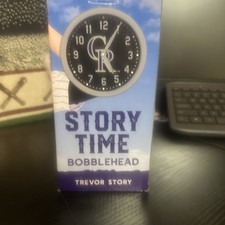 12
11 1
10 2
CR
9 3
8 4
7 5
6
STORY
TIME
BOBBLEHEAD
TREVOR STORY